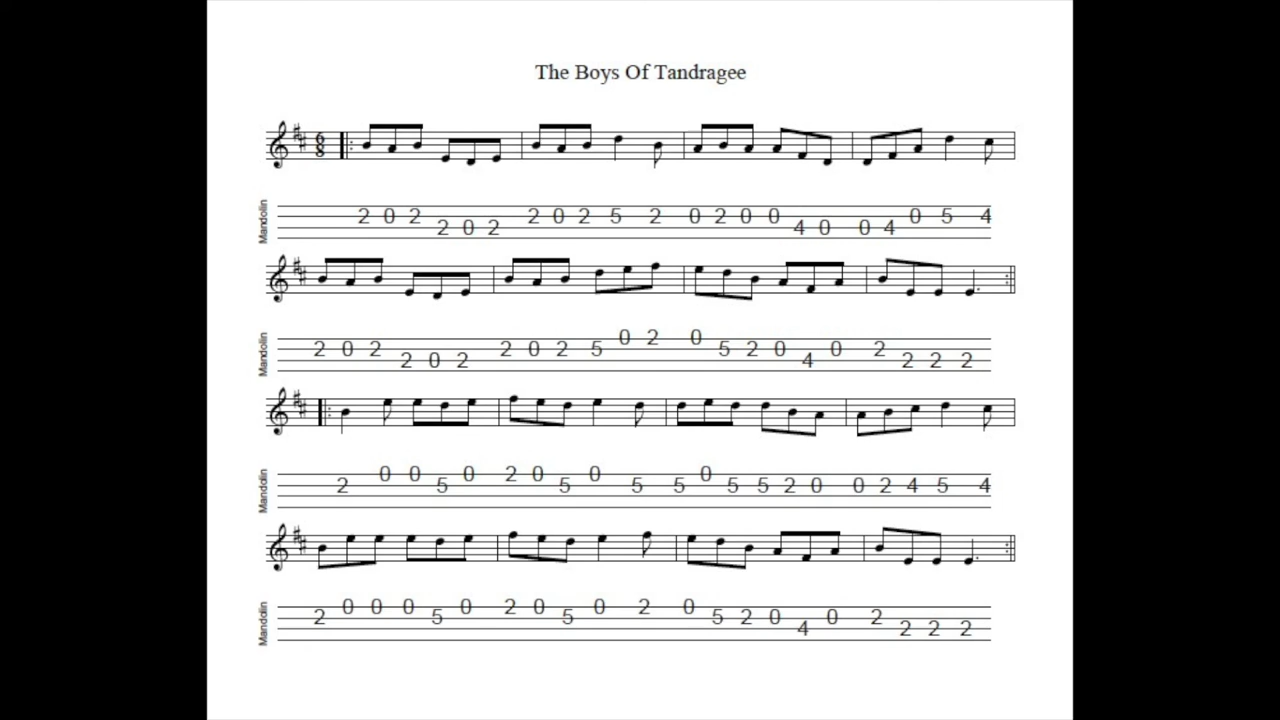 The Boys Of Tandragee
6
8
Mandolin
2 0 2 2 0 2 2 0 2 5 2 0 2 0 0 4 0 0 4 0 5 4
Mandolin
2 0 2 2 0 2 2 0 2 5 0 2 0 5 2 0 4 0 2 2 2 2
Mandolin
2 0 0 5 0 2 0 5 0 5 5 0 5 5 2 0 0 2 4 5 4
Mandolin
2 0 0 0 5 0 2 0 5 0 2 0 5 2 0 4 0 2 2 2 2